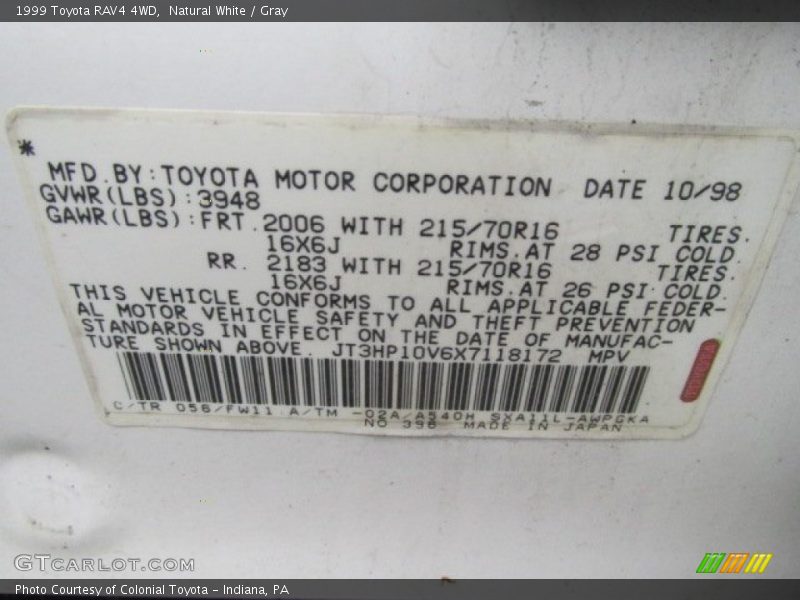 1999 Toyota RAV4 4WD, Natural White / Gray
*
MFD.BY:TOYOTA MOTOR CORPORATION DATE 10/98
GVWR(LBS):3948
GAWR(LBS):FRT.2006 WITH 215/70R16 TIRES.
16X6J RIMS.AT 28 PSI COLD.
RR. 2183 WITH 215/70R16 TIRES.
16X6J RIMS.AT 26 PSI COLD.
THIS VEHICLE CONFORMS TO ALL APPLICABLE FEDER-
AL MOTOR VEHICLE SAFETY AND THEFT PREVENTION
STANDARDS IN EFFECT ON THE DATE OF MANUFAC-
TURE SHOWN ABOVE. JT3HP10V6X7118172 MPV
C/TR 056/FW11 A/TM -02A/A540H SXA11L-AWPGKA
NO 396 MADE IN JAPAN
GTCarLot.com
Photo Courtesy of Colonial Toyota - Indiana, PA